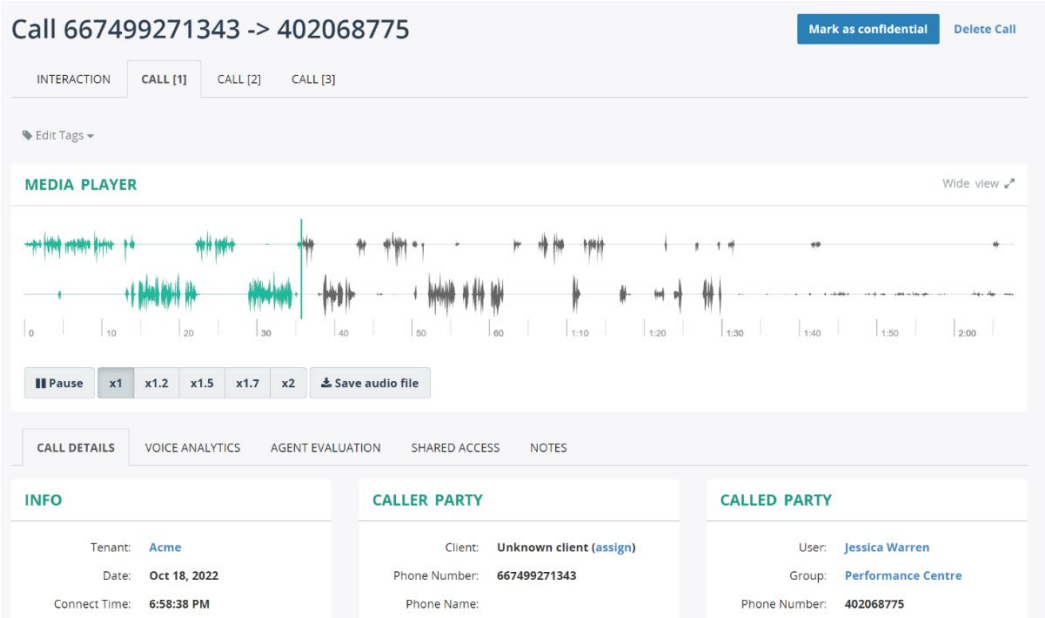 Call 667499271343 -> 402068775
Mark as confidential
Delete Call
INTERACTION
CALL [1]
CALL [2]
CALL [3]
Edit Tags
MEDIA PLAYER
Wide view
0 10 20 30 40 50 60 1:10 1:20 1:30 1:40 1:50 2:00
Pause
x1
x1.2
x1.5
x1.7
x2
Save audio file
CALL DETAILS
VOICE ANALYTICS
AGENT EVALUATION
SHARED ACCESS
NOTES
INFO
Tenant: Acme
Date: Oct 18, 2022
Connect Time: 6:58:38 PM
CALLER PARTY
Client: Unknown client (assign)
Phone Number: 667499271343
Phone Name:
CALLED PARTY
User: Jessica Warren
Group: Performance Centre
Phone Number: 402068775